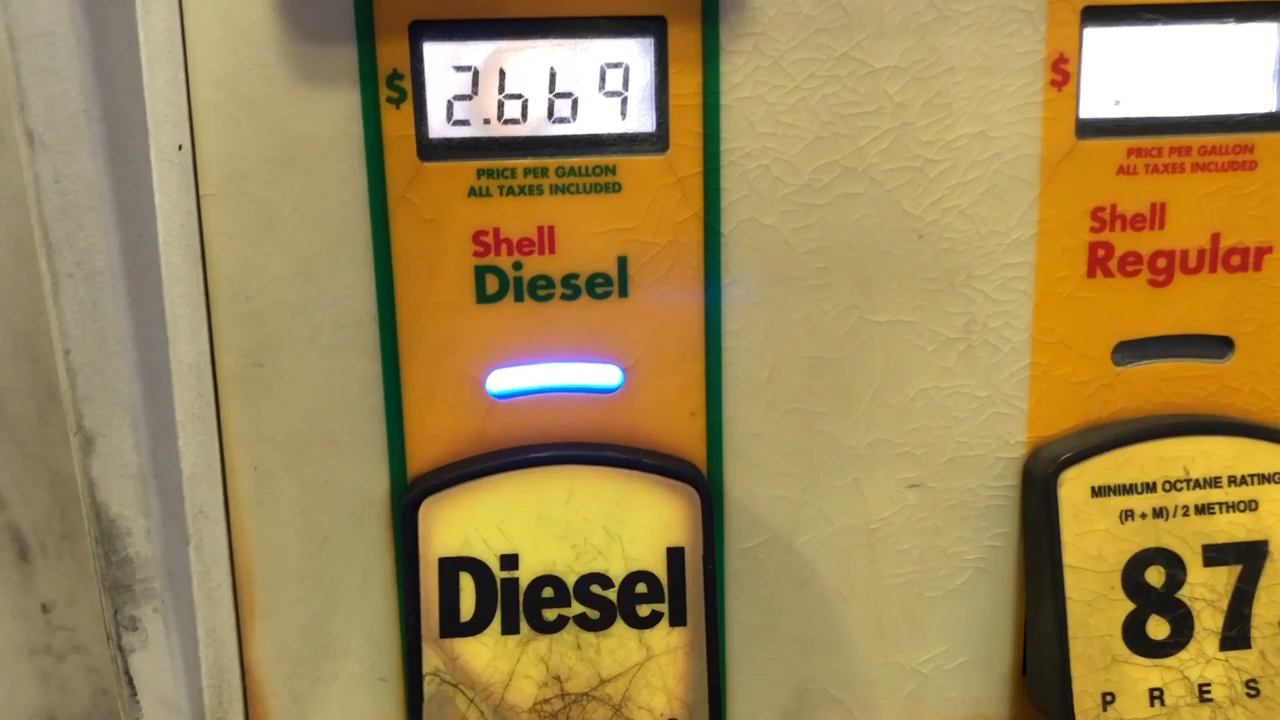 $ 2.669
PRICE PER GALLON
ALL TAXES INCLUDED
Shell
Diesel
Diesel
$
PRICE PER GALLON
ALL TAXES INCLUDED
Shell
Regular
MINIMUM OCTANE RATING
(R + M) / 2 METHOD
87
PRES